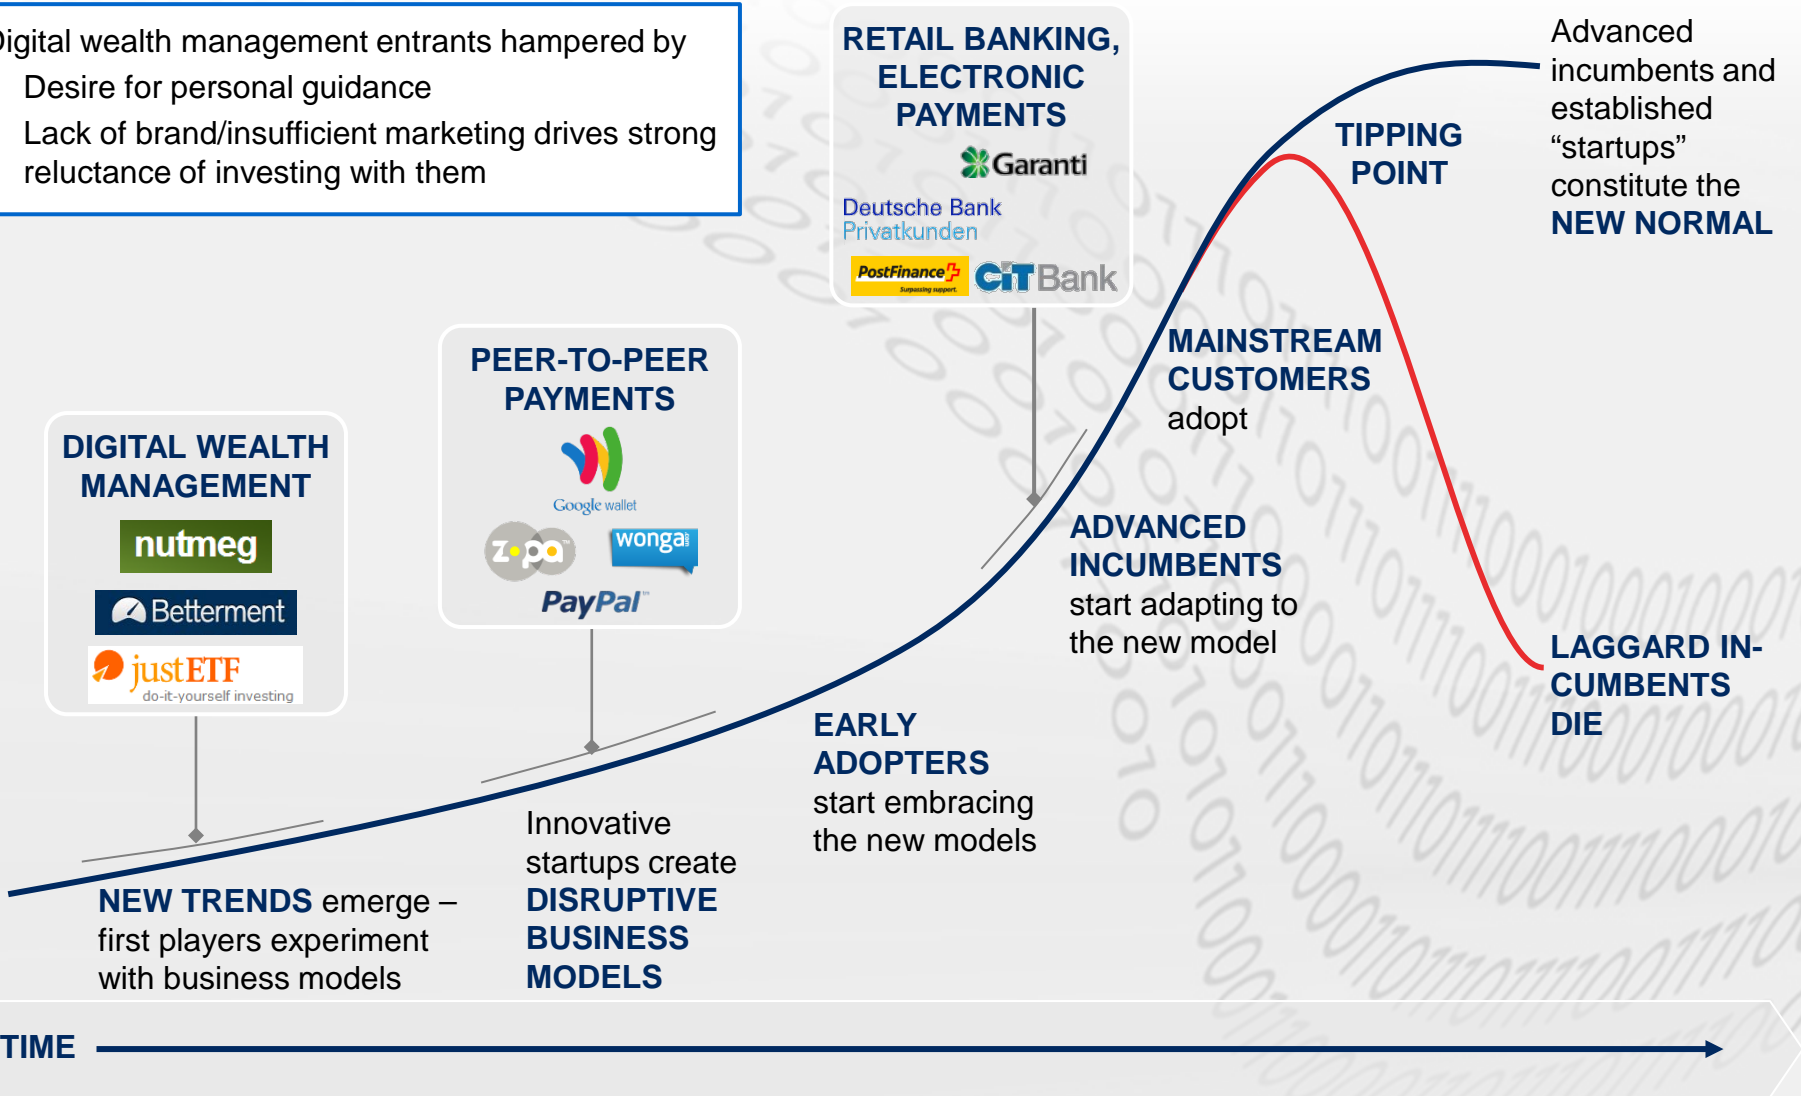 Digital wealth management entrants hampered by
Desire for personal guidance
Lack of brand/insufficient marketing drives strong
reluctance of investing with them
RETAIL BANKING,
ELECTRONIC
PAYMENTS
Garanti
Deutsche Bank
Privatkunden
PostFinance
Surpassing support.
CiT Bank
Advanced
incumbents and
established
“startups”
constitute the
NEW NORMAL
TIPPING
POINT
PEER-TO-PEER
PAYMENTS
Google wallet
zopa
wonga
PayPal™
MAINSTREAM
CUSTOMERS
adopt
DIGITAL WEALTH
MANAGEMENT
nutmeg
Betterment
justETF
do-it-yourself investing
ADVANCED
INCUMBENTS
start adapting to
the new model
LAGGARD IN-
CUMBENTS
DIE
EARLY
ADOPTERS
start embracing
the new models
Innovative
startups create
DISRUPTIVE
BUSINESS
MODELS
NEW TRENDS emerge –
first players experiment
with business models
TIME